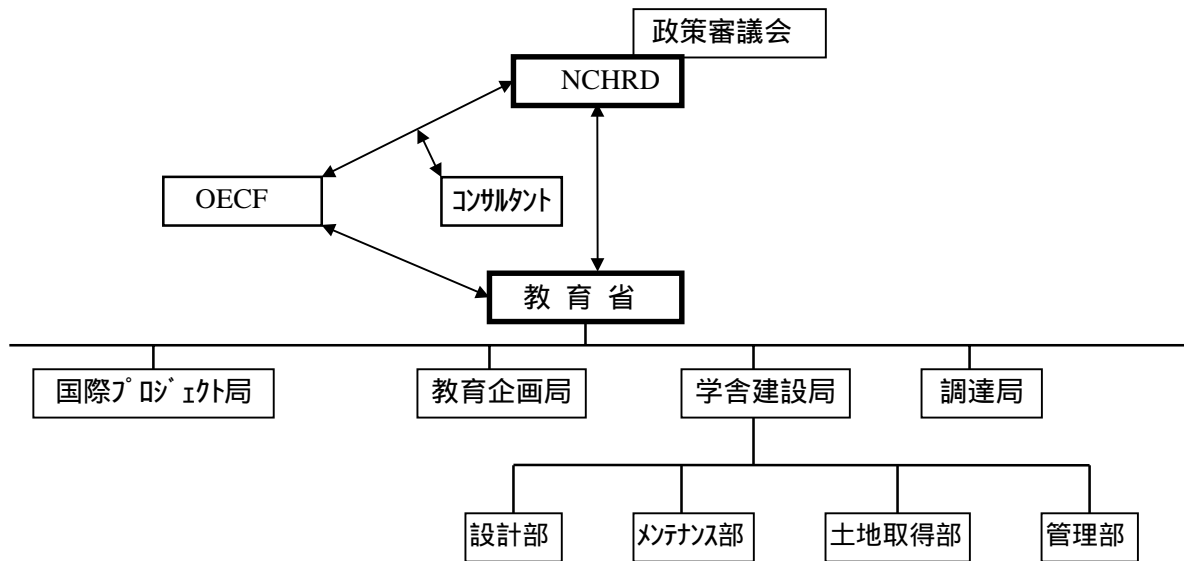 政策審議会
NCHRD
OECF
コンサルタント
教 育 省
国際プロジェクト局
教育企画局
学舎建設局
調達局
設計部
メンテナンス部
土地取得部
管理部